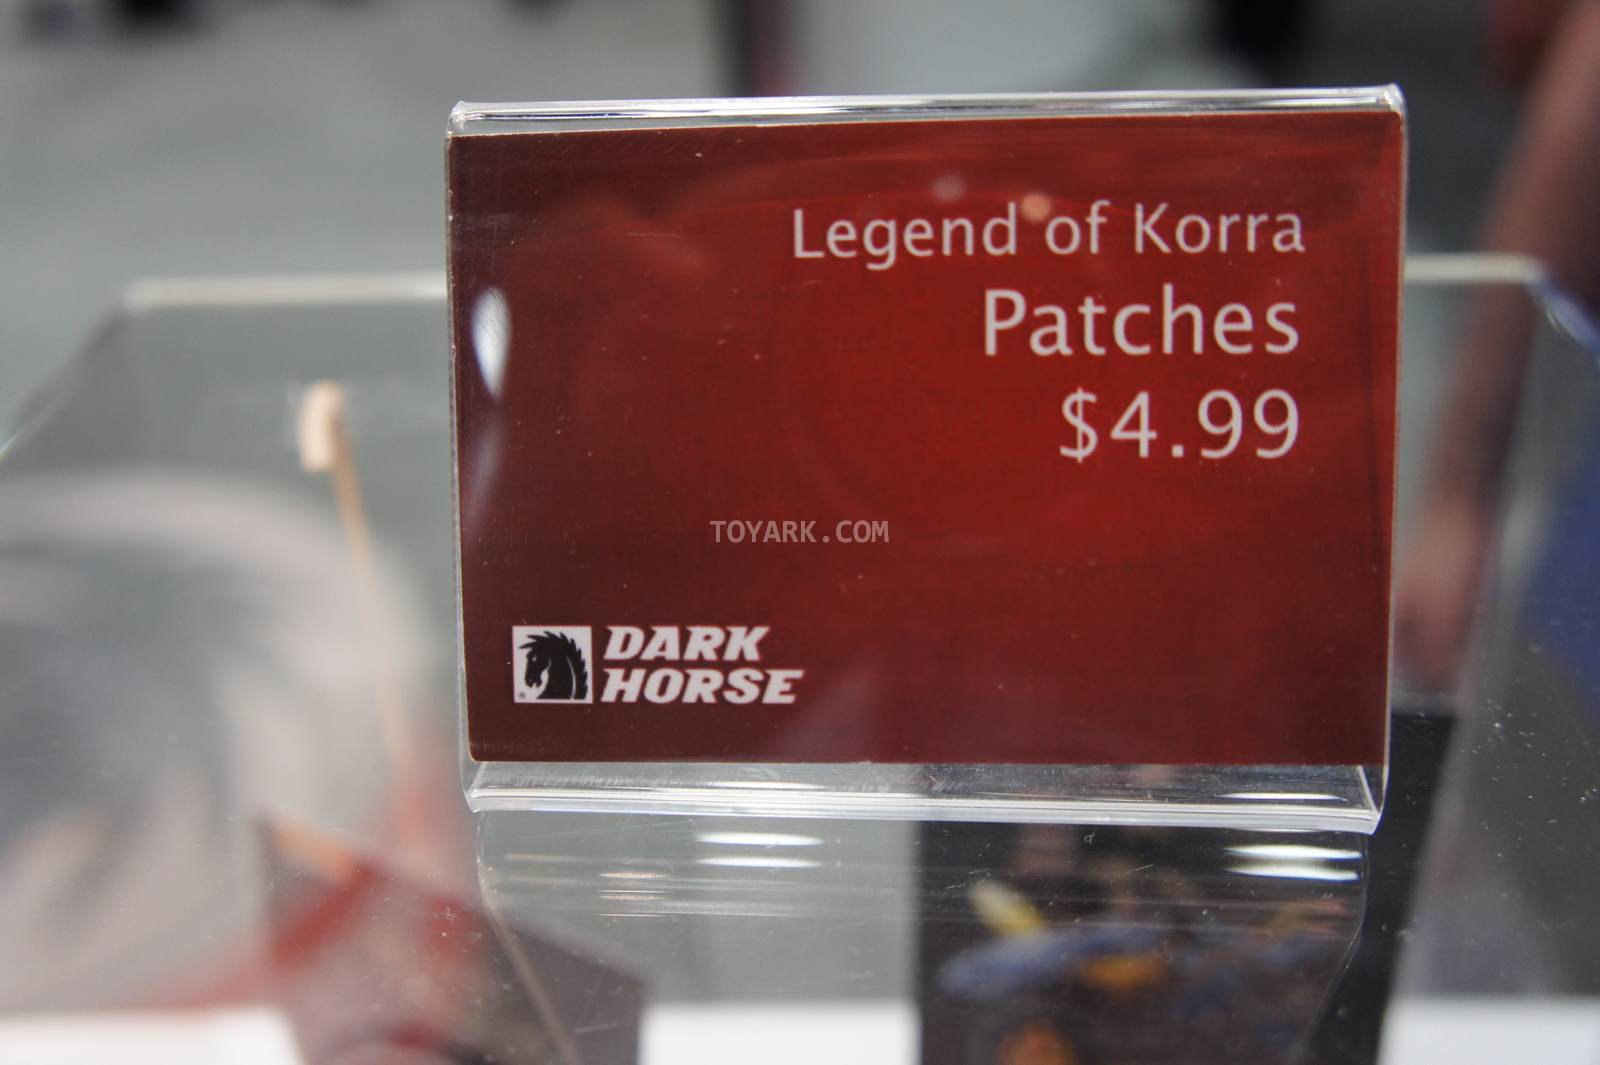 Legend of Korra
Patches
$4.99
TOYARK.COM
DARK
HORSE